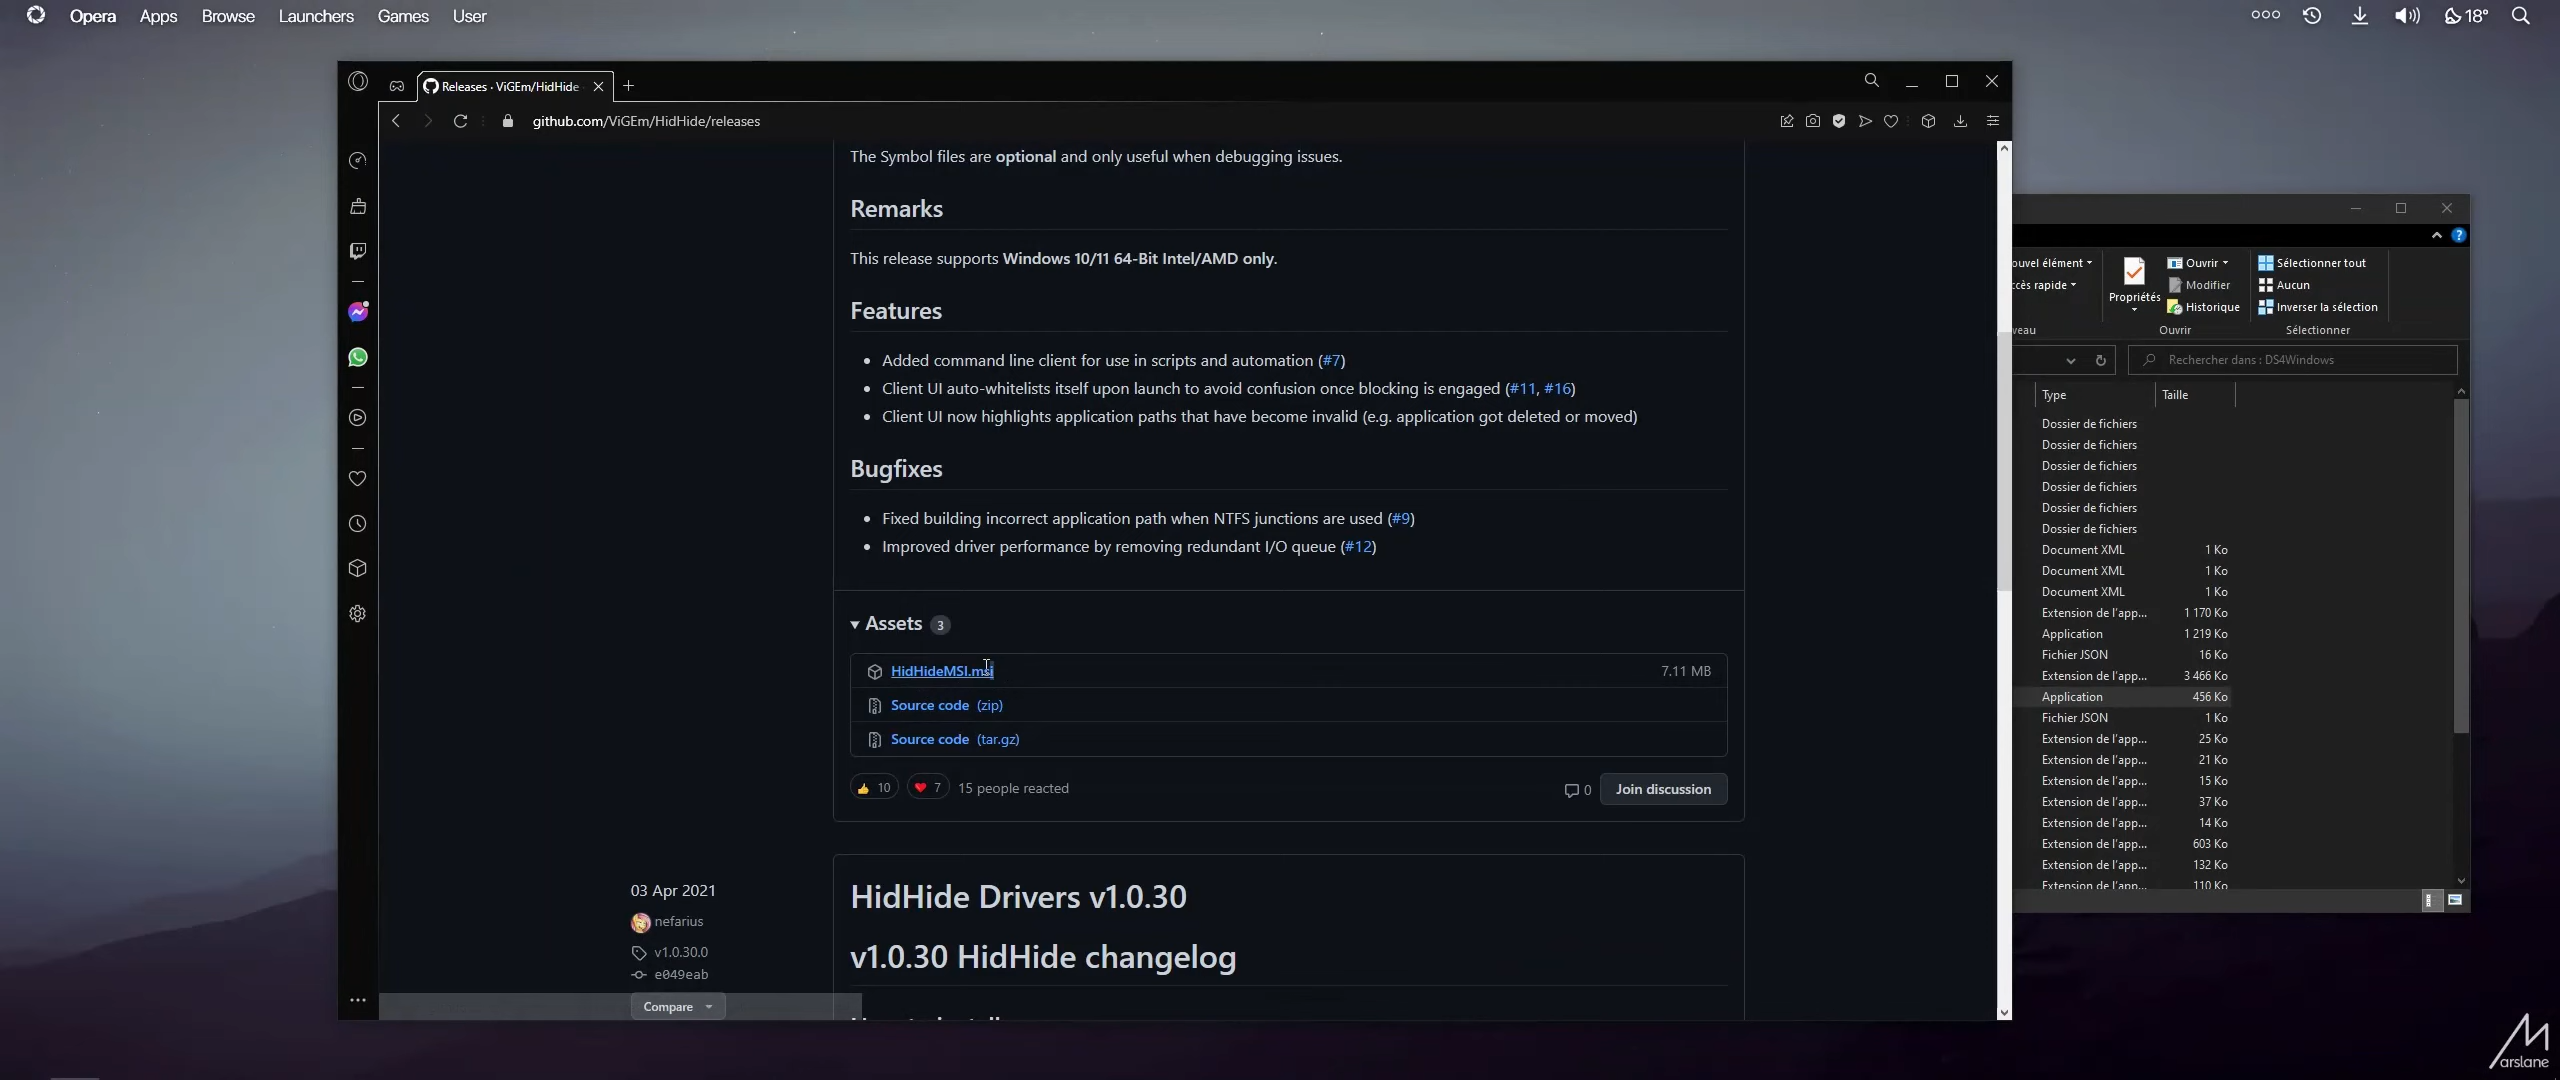 Opera Apps Browse Launchers Games User
18°
Releases · ViGEm/HidHide
github.com/ViGEm/HidHide/releases
The Symbol files are optional and only useful when debugging issues.
Remarks
This release supports Windows 10/11 64-Bit Intel/AMD only.
Features
Added command line client for use in scripts and automation (#7)
Client UI auto-whitelists itself upon launch to avoid confusion once blocking is engaged (#11, #16)
Client UI now highlights application paths that have become invalid (e.g. application got deleted or moved)
Bugfixes
Fixed building incorrect application path when NTFS junctions are used (#9)
Improved driver performance by removing redundant I/O queue (#12)
Assets 3
HidHideMSI.msi 7.11 MB
Source code (zip)
Source code (tar.gz)
10 7 15 people reacted
0 Join discussion
03 Apr 2021
nefarius
v1.0.30.0
e049eab
Compare
HidHide Drivers v1.0.30
v1.0.30 HidHide changelog
ouvel élément
cès rapide
veau
Propriétés
Ouvrir
Modifier
Historique
Ouvrir
Sélectionner tout
Aucun
Inverser la sélection
Sélectionner
Rechercher dans : DS4Windows
Type Taille
Dossier de fichiers
Dossier de fichiers
Dossier de fichiers
Dossier de fichiers
Dossier de fichiers
Dossier de fichiers
Document XML 1 Ko
Document XML 1 Ko
Document XML 1 Ko
Extension de l'app... 1 170 Ko
Application 1 219 Ko
Fichier JSON 16 Ko
Extension de l'app... 3 466 Ko
Application 456 Ko
Fichier JSON 1 Ko
Extension de l'app... 25 Ko
Extension de l'app... 21 Ko
Extension de l'app... 15 Ko
Extension de l'app... 37 Ko
Extension de l'app... 14 Ko
Extension de l'app... 603 Ko
Extension de l'app... 132 Ko
Extension de l'app... 110 Ko
Marslane